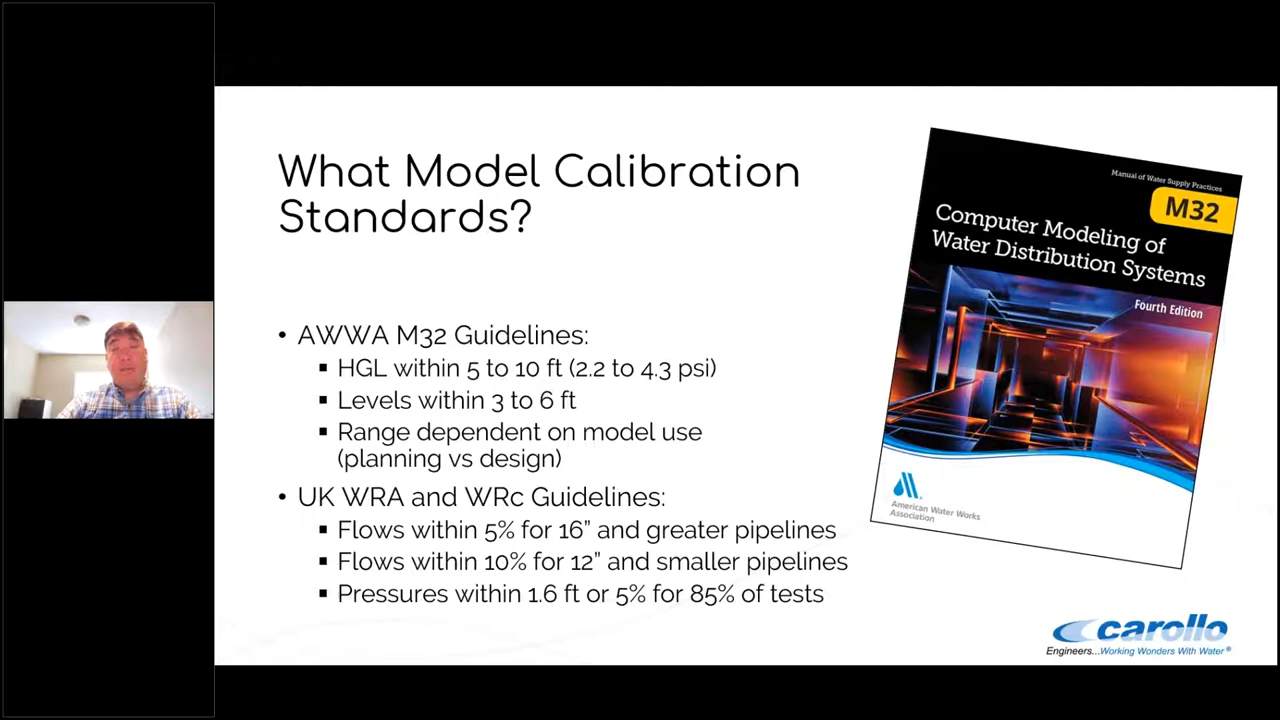 What Model Calibration
Standards?
• AWWA M32 Guidelines:
▪ HGL within 5 to 10 ft (2.2 to 4.3 psi)
▪ Levels within 3 to 6 ft
▪ Range dependent on model use
(planning vs design)
• UK WRA and WRc Guidelines:
▪ Flows within 5% for 16” and greater pipelines
▪ Flows within 10% for 12” and smaller pipelines
▪ Pressures within 1.6 ft or 5% for 85% of tests
Manual of Water Supply Practices
M32
Computer Modeling of
Water Distribution Systems
Fourth Edition
American Water Works
Association
carollo
Engineers...Working Wonders With Water®